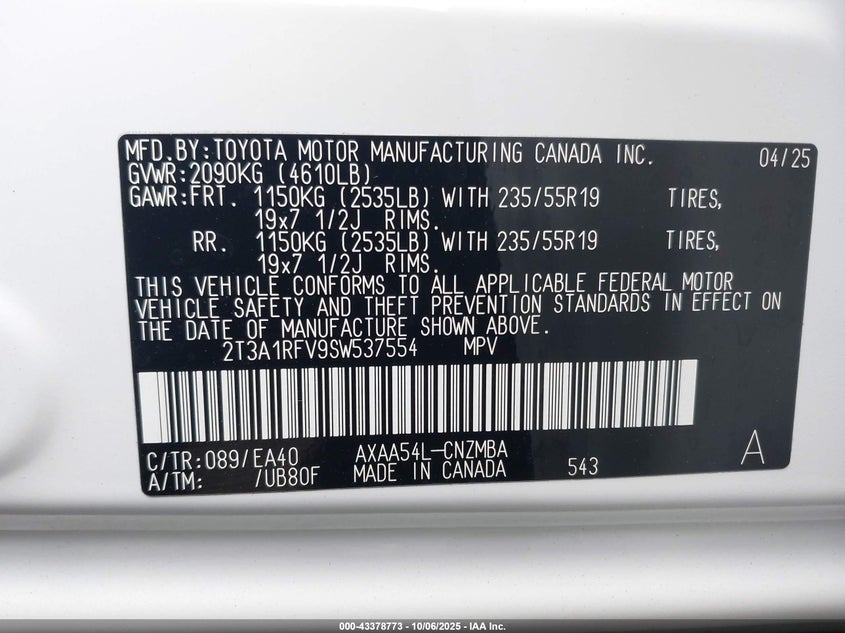 MFD.BY:TOYOTA MOTOR MANUFACTURING CANADA INC. 04/25
GVWR:2090KG (4610LB)
GAWR:FRT. 1150KG (2535LB) WITH 235/55R19 TIRES,
19x7 1/2J RIMS.
RR. 1150KG (2535LB) WITH 235/55R19 TIRES,
19x7 1/2J RIMS.
THIS VEHICLE CONFORMS TO ALL APPLICABLE FEDERAL MOTOR
VEHICLE SAFETY AND THEFT PREVENTION STANDARDS IN EFFECT ON
THE DATE OF MANUFACTURE SHOWN ABOVE.
2T3A1RFV9SW537554 MPV
C/TR:089/EA40 AXAA54L-CNZMBA A
A/TM: /UB80F MADE IN CANADA 543
000-43378773 - 10/06/2025 - IAA Inc.